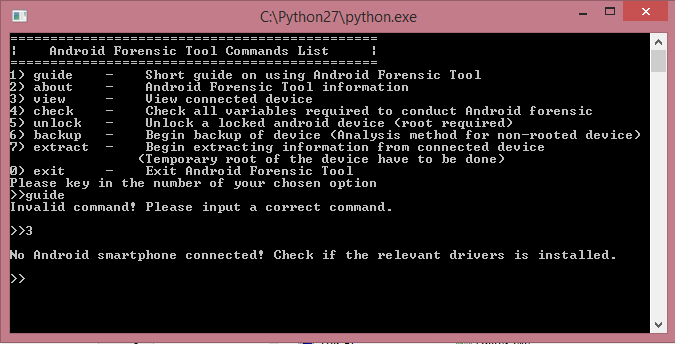 C:\Python27\python.exe
================================================
|    Android Forensic Tool Commands List      |
================================================
1) guide    -    Short guide on using Android Forensic Tool
2) about    -    Android Forensic Tool information
3) view     -    View connected device
4) check    -    Check all variables required to conduct Android forensic
5) unlock   -    Unlock a locked android device (root required)
6) backup   -    Begin backup of device (Analysis method for non-rooted device)
7) extract  -    Begin extracting information from connected device
                (Temporary root of the device have to be done)
0) exit     -    Exit Android Forensic Tool
Please key in the number of your chosen option
>>guide
Invalid command! Please input a correct command.
>>3
No Android smartphone connected! Check if the relevant drivers is installed.
>>